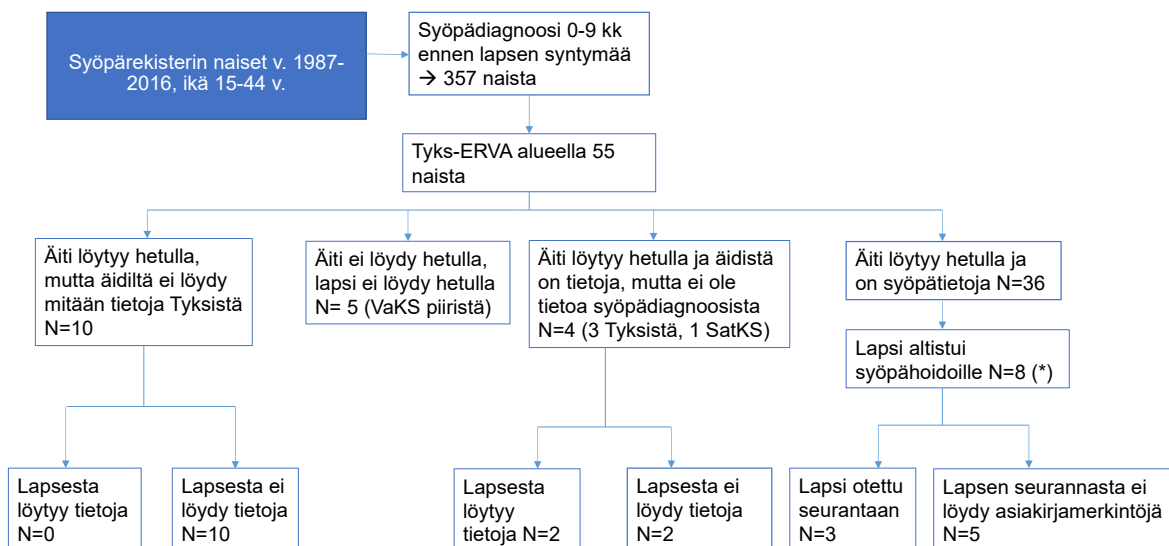 Syöpärekisterin naiset v. 1987-
2016, ikä 15-44 v.
Syöpädiagnoosi 0-9 kk
ennen lapsen syntymää
→ 357 naista
Tyks-ERVA alueella 55
naista
Äiti löytyy hetulla,
mutta äidiltä ei löydy
mitään tietoja Tyksistä
N=10
Äiti ei löydy hetulla,
lapsi ei löydy hetulla
N= 5 (VaKS piiristä)
Äiti löytyy hetulla ja äidistä
on tietoja, mutta ei ole
tietoa syöpädiagnoosista
N=4 (3 Tyksistä, 1 SatKS)
Äiti löytyy hetulla ja
on syöpätietoja N=36
Lapsi altistui
syöpähoidoille N=8 (*)
Lapsesta
löytyy tietoja
N=0
Lapsesta ei
löydy tietoja
N=10
Lapsesta
löytyy
tietoja N=2
Lapsesta ei
löydy tietoja
N=2
Lapsi otettu
seurantaan
N=3
Lapsen seurannasta ei
löydy asiakirjamerkintöjä
N=5